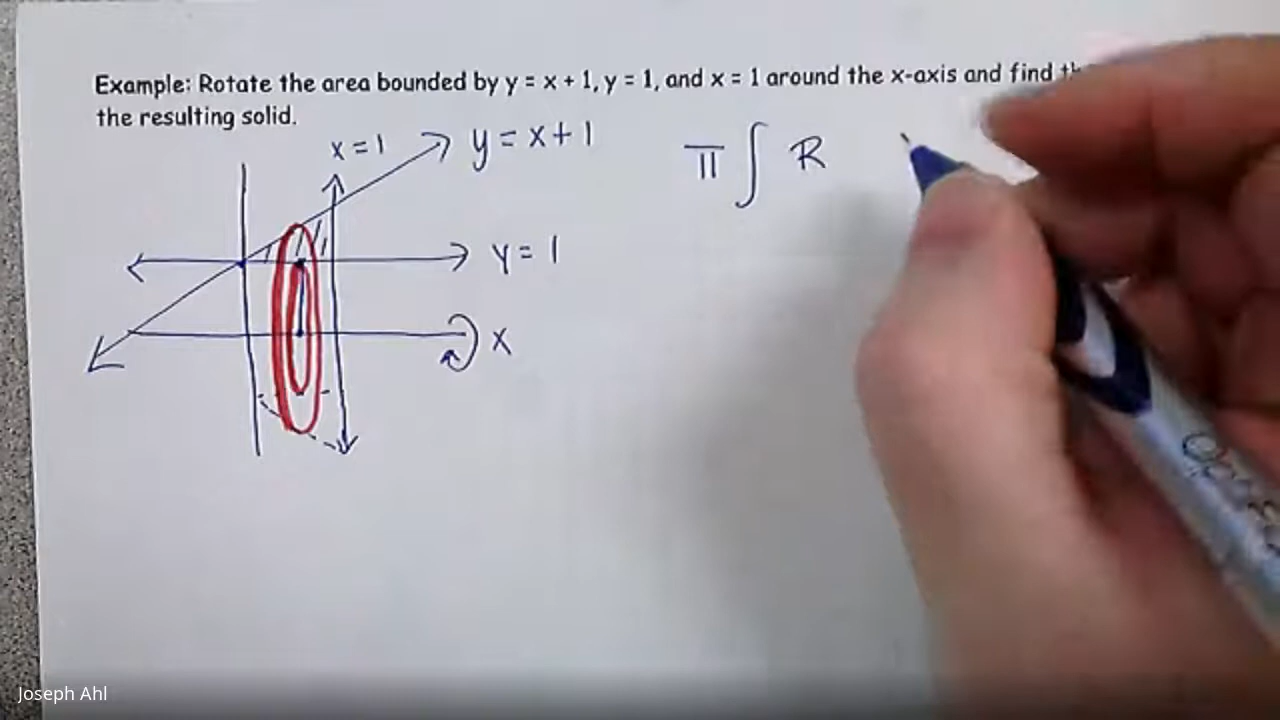 Example: Rotate the area bounded by y = x + 1, y = 1, and x = 1 around the x-axis and find
the resulting solid.
x = 1
y = x + 1
π ∫ R
y = 1
x
Joseph Ahl